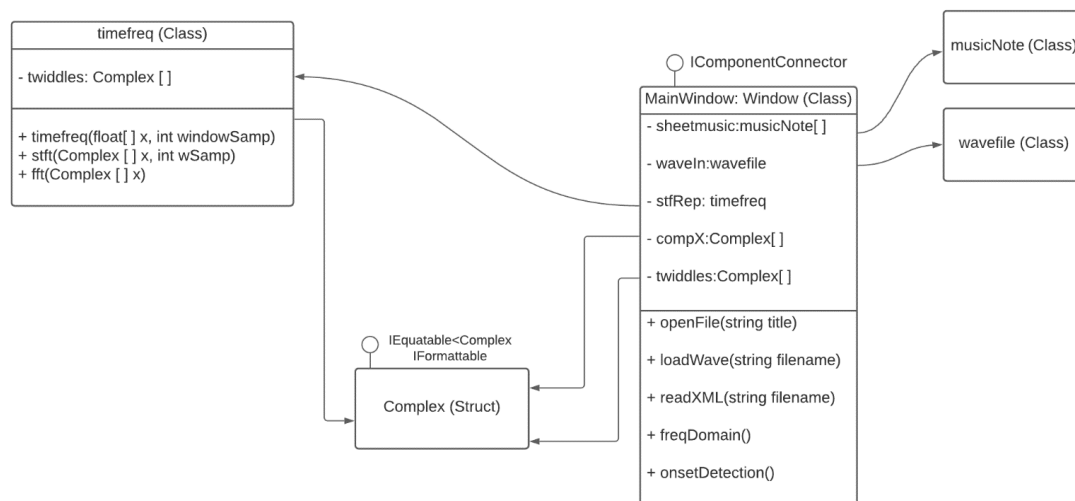 timefreq (Class)
- twiddles: Complex [ ]
+ timefreq(float[ ] x, int windowSamp)
+ stft(Complex [ ] x, int wSamp)
+ fft(Complex [ ] x)
IComponentConnector
MainWindow: Window (Class)
- sheetmusic:musicNote[ ]
- waveIn:wavefile
- stfRep: timefreq
- compX:Complex[ ]
- twiddles:Complex[ ]
+ openFile(string title)
+ loadWave(string filename)
+ readXML(string filename)
+ freqDomain()
+ onsetDetection()
musicNote (Class)
wavefile (Class)
IEquatable<Complex
IFormattable
Complex (Struct)